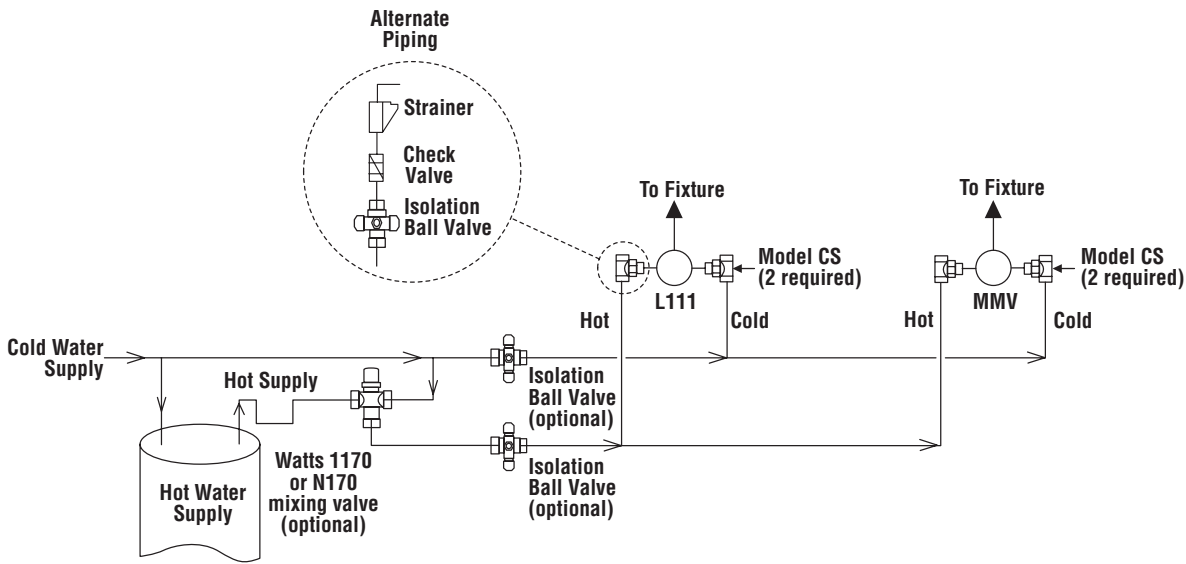 Alternate
Piping
Strainer
Check
Valve
Isolation
Ball Valve
To Fixture
To Fixture
Model CS
(2 required)
Model CS
(2 required)
L111
MMV
Hot
Cold
Hot
Cold
Cold Water
Supply
Hot Supply
Isolation
Ball Valve
(optional)
Watts 1170
or N170
mixing valve
(optional)
Isolation
Ball Valve
(optional)
Hot Water
Supply